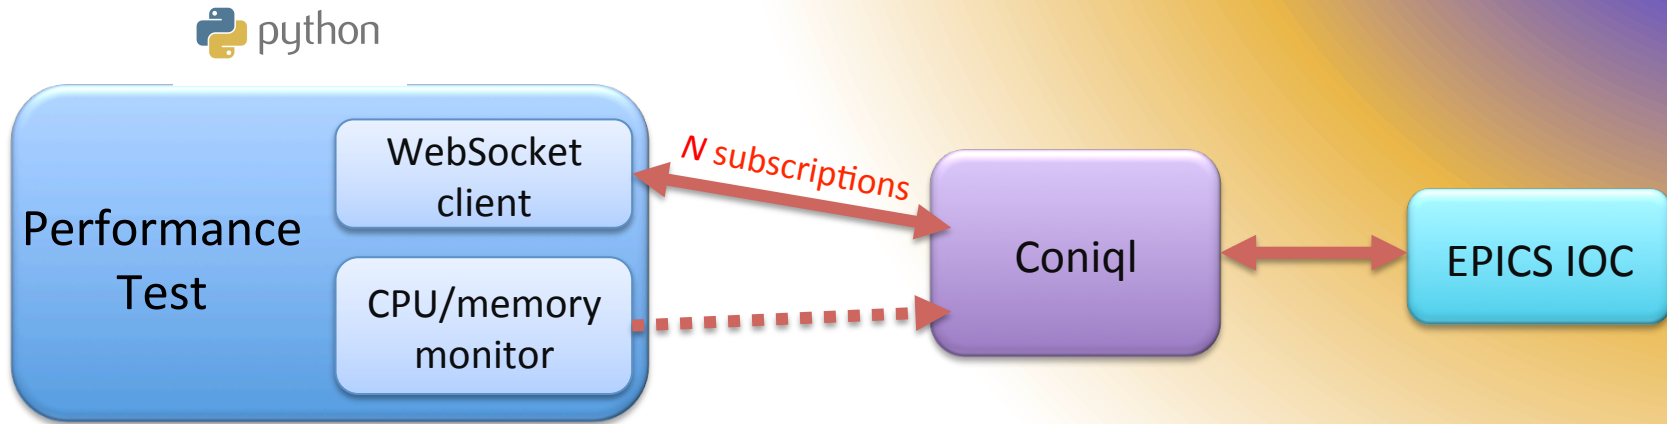 python
Performance
Test
WebSocket
client
CPU/memory
monitor
N subscriptions
Coniql
EPICS IOC